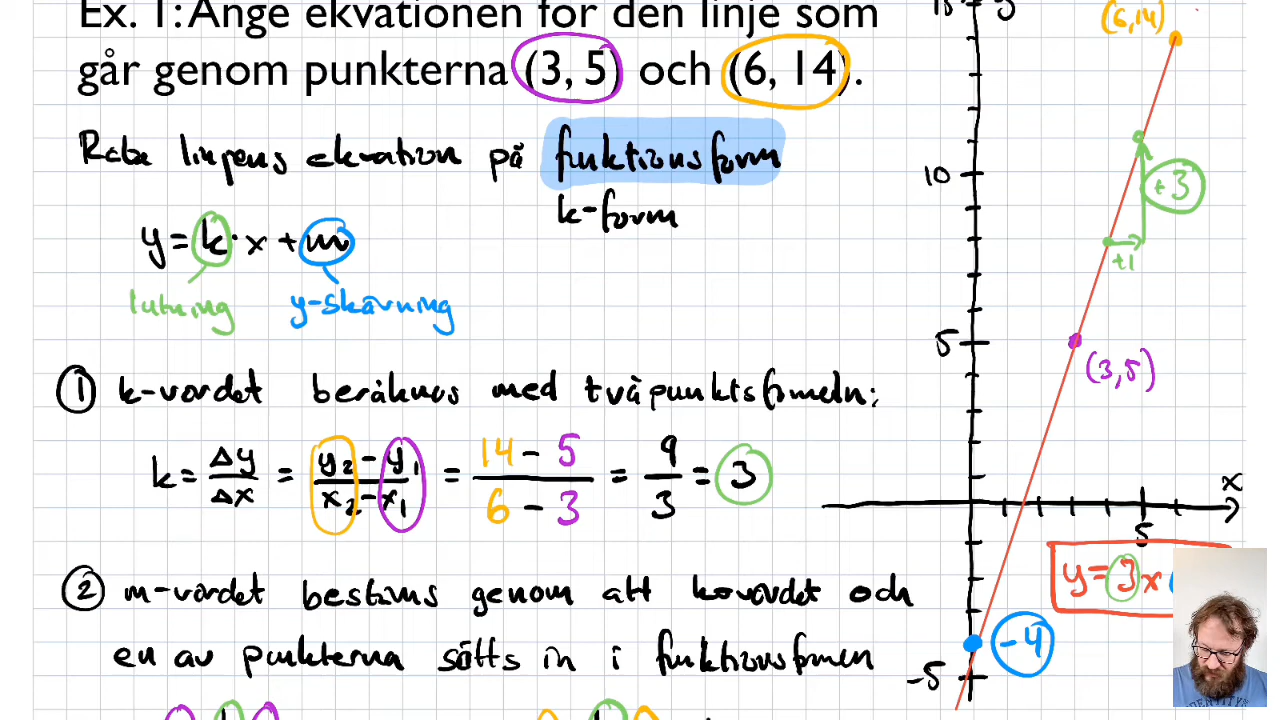 Ex. 1: Ange ekvationen för den linje som
går genom punkterna (3, 5) och (6, 14).
Räta linjens ekvation på funktionsform
k-form
y = k · x + m
lutning y-skärning
① k-värdet beräknas med tvåpunktsformeln:
k = Δy/Δx = (y₂ - y₁)/(x₂ - x₁) = (14 - 5)/(6 - 3) = 9/3 = 3
② m-värdet bestäms genom att k-värdet och
en av punkterna sätts in i funktionsformen
y
(6,14)
10
+3
+1
5
(3,5)
x
5
y = 3x
-4
-5